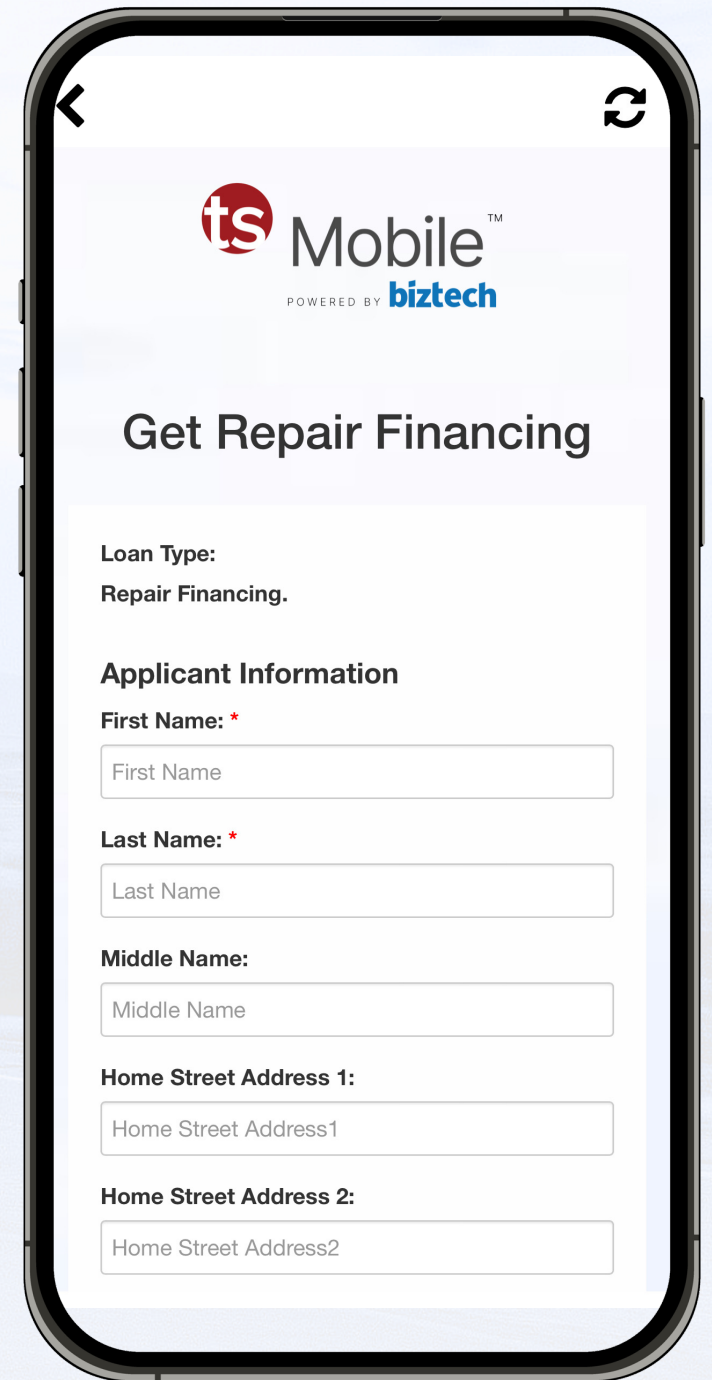 ts Mobile™
POWERED BY biztech
Get Repair Financing
Loan Type:
Repair Financing.
Applicant Information
First Name: *
First Name
Last Name: *
Last Name
Middle Name:
Middle Name
Home Street Address 1:
Home Street Address1
Home Street Address 2:
Home Street Address2